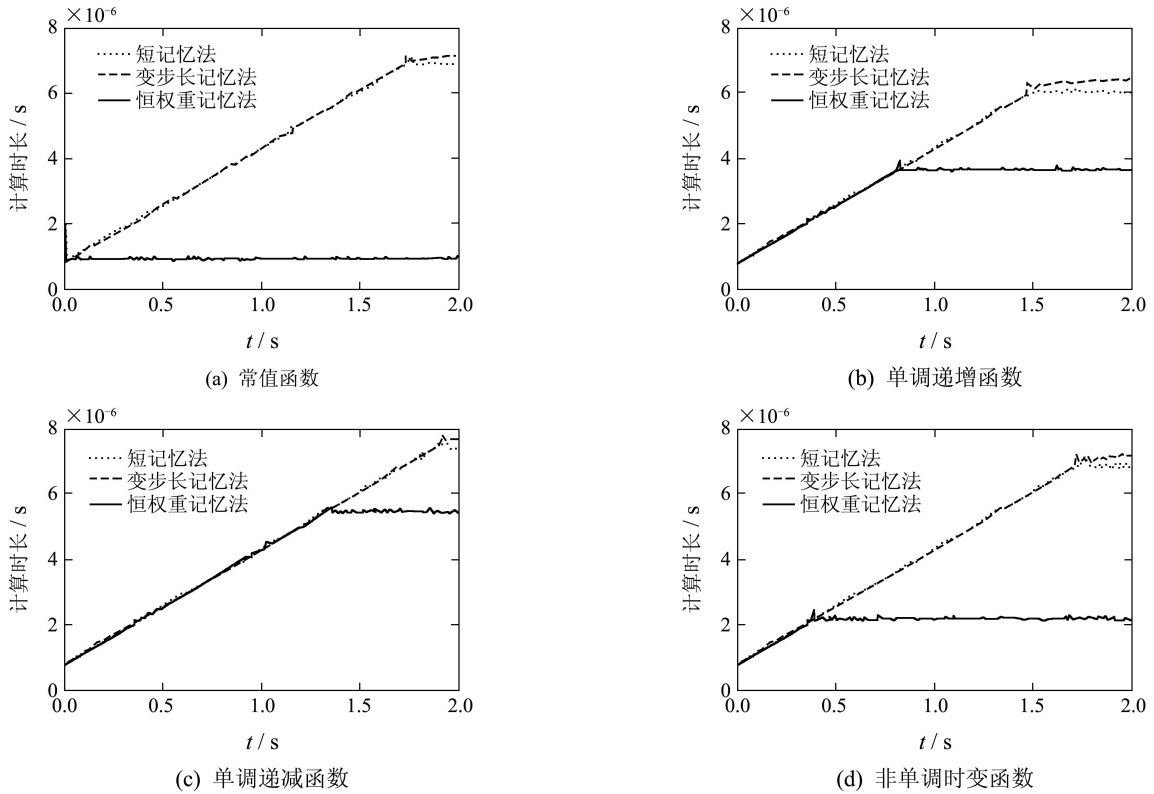 ×10⁻⁶
8
6
4
2
0
计算时长 / s
短记忆法
变步长记忆法
恒权重记忆法
0.0 0.5 1.0 1.5 2.0
t / s
(a) 常值函数
×10⁻⁶
8
6
4
2
0
计算时长 / s
短记忆法
变步长记忆法
恒权重记忆法
0.0 0.5 1.0 1.5 2.0
t / s
(b) 单调递增函数
×10⁻⁶
8
6
4
2
0
计算时长 / s
短记忆法
变步长记忆法
恒权重记忆法
0.0 0.5 1.0 1.5 2.0
t / s
(c) 单调递减函数
×10⁻⁶
8
6
4
2
0
计算时长 / s
短记忆法
变步长记忆法
恒权重记忆法
0.0 0.5 1.0 1.5 2.0
t / s
(d) 非单调时变函数